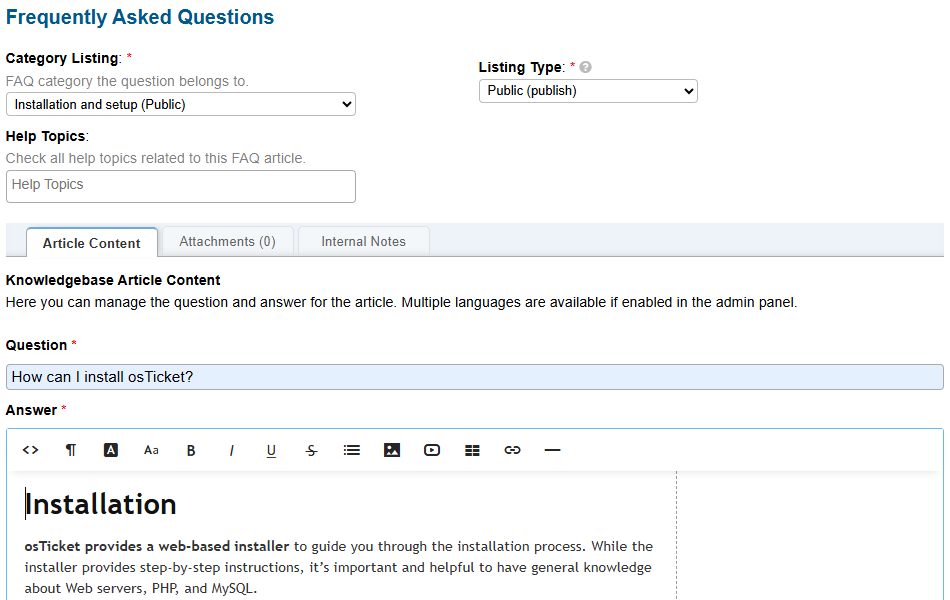 Frequently Asked Questions
Category Listing: *
FAQ category the question belongs to.
Installation and setup (Public)
Listing Type: *
Public (publish)
Help Topics:
Check all help topics related to this FAQ article.
Help Topics
Article Content Attachments (0) Internal Notes
Knowledgebase Article Content
Here you can manage the question and answer for the article. Multiple languages are available if enabled in the admin panel.
Question *
How can I install osTicket?
Answer *
<> ¶ A Aa B I U S
Installation
osTicket provides a web-based installer to guide you through the installation process. While the
installer provides step-by-step instructions, it’s important and helpful to have general knowledge
about Web servers, PHP, and MySQL.